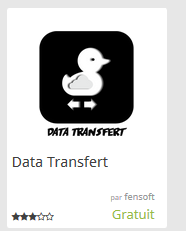 DATA TRANSFERT
Data Transfert
par fensoft
Gratuit